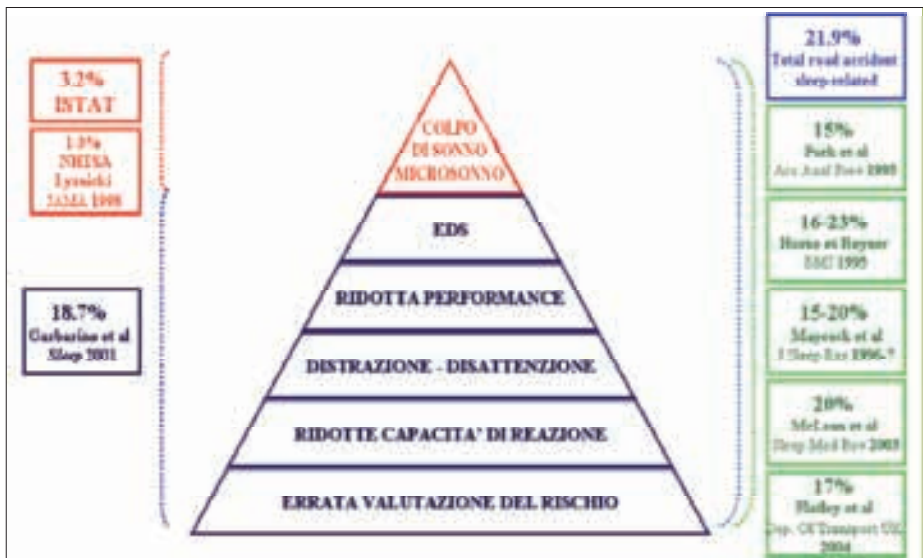 3.2%
ISTAT
1-3%
JAMA 1998
18.7%
Garbarino et al
Sleep 2001
COLPO
DI SONNO
MICROSONNO
EDS
RIDOTTA PERFORMANCE
DISTRAZIONE - DISATTENZIONE
RIDOTTE CAPACITA' DI REAZIONE
ERRATA VALUTAZIONE DEL RISCHIO
21.9%
Total road accident
sleep-related
15%
et al
1995
16-23%
Horne et Reyner
1995
15-20%
Maycock et al
J Sleep Res 1996-7
20%
et al
Sleep Med Rev 2003
17%
et al
Dep. Of Transport UK
2004